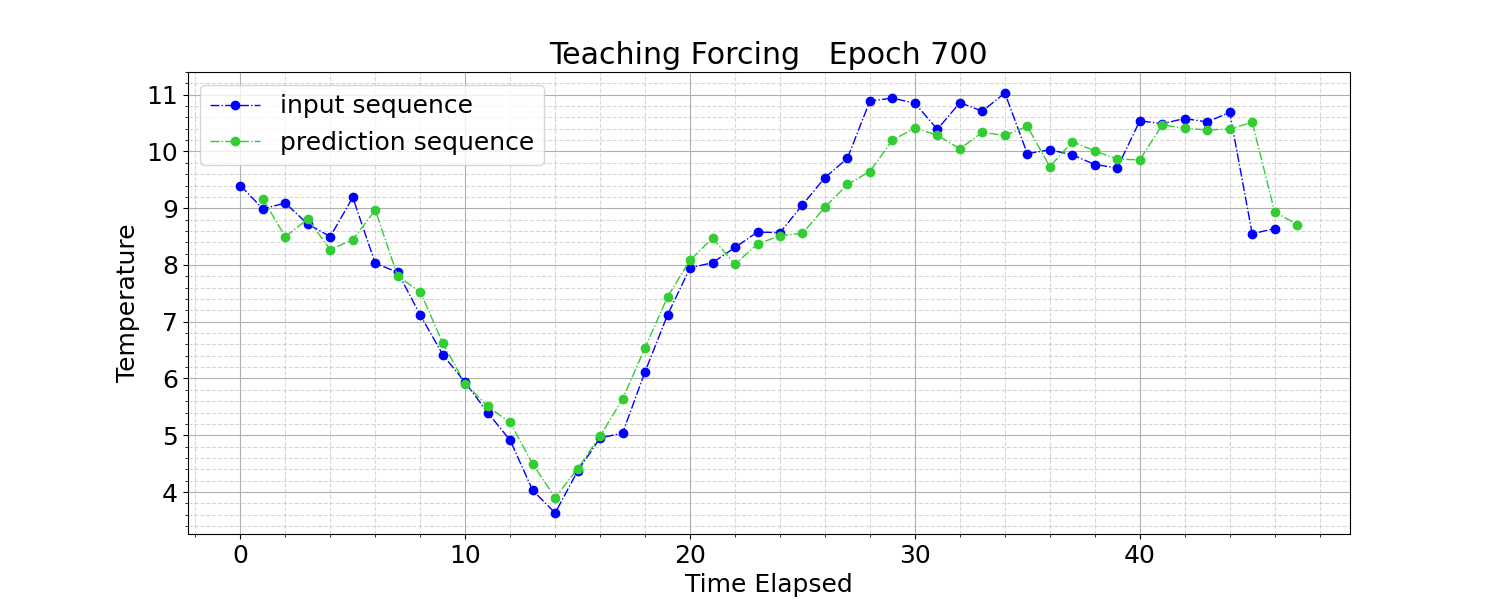 Teaching Forcing   Epoch 700
input sequence
prediction sequence
11
10
9
8
7
6
5
4
Temperature
0 10 20 30 40
Time Elapsed